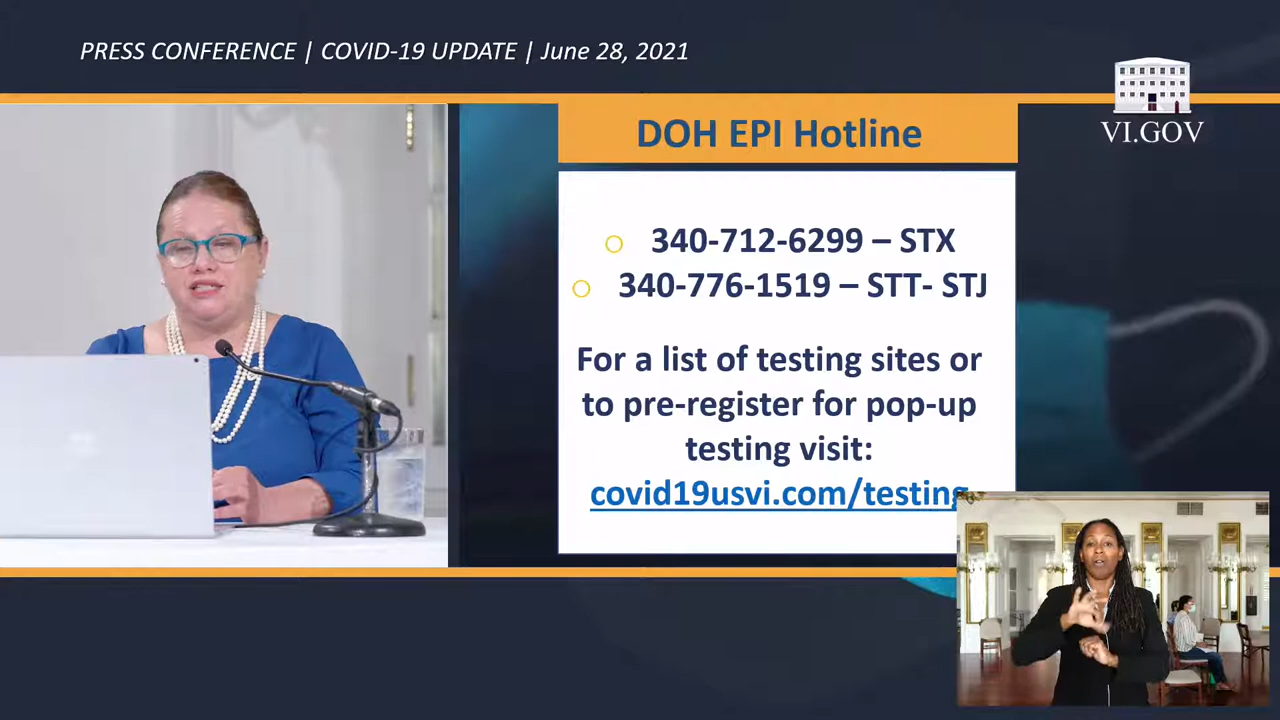 PRESS CONFERENCE | COVID-19 UPDATE | June 28, 2021
VI.GOV
DOH EPI Hotline
340-712-6299 – STX
340-776-1519 – STT- STJ
For a list of testing sites or
to pre-register for pop-up
testing visit:
covid19usvi.com/testing